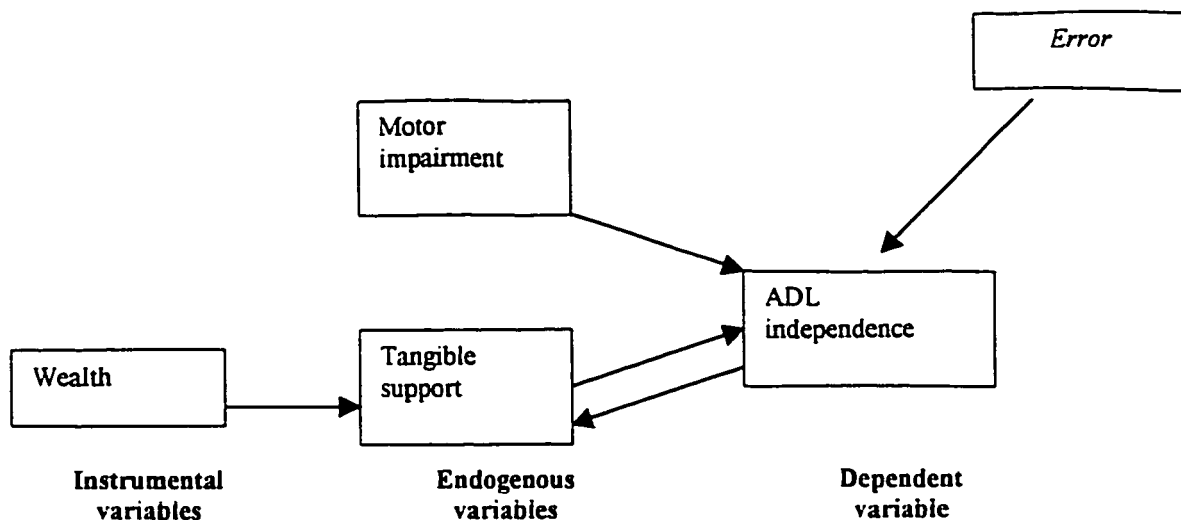 Error
Motor
impairment
ADL
independence
Tangible
support
Wealth
Instrumental
variables
Endogenous
variables
Dependent
variable